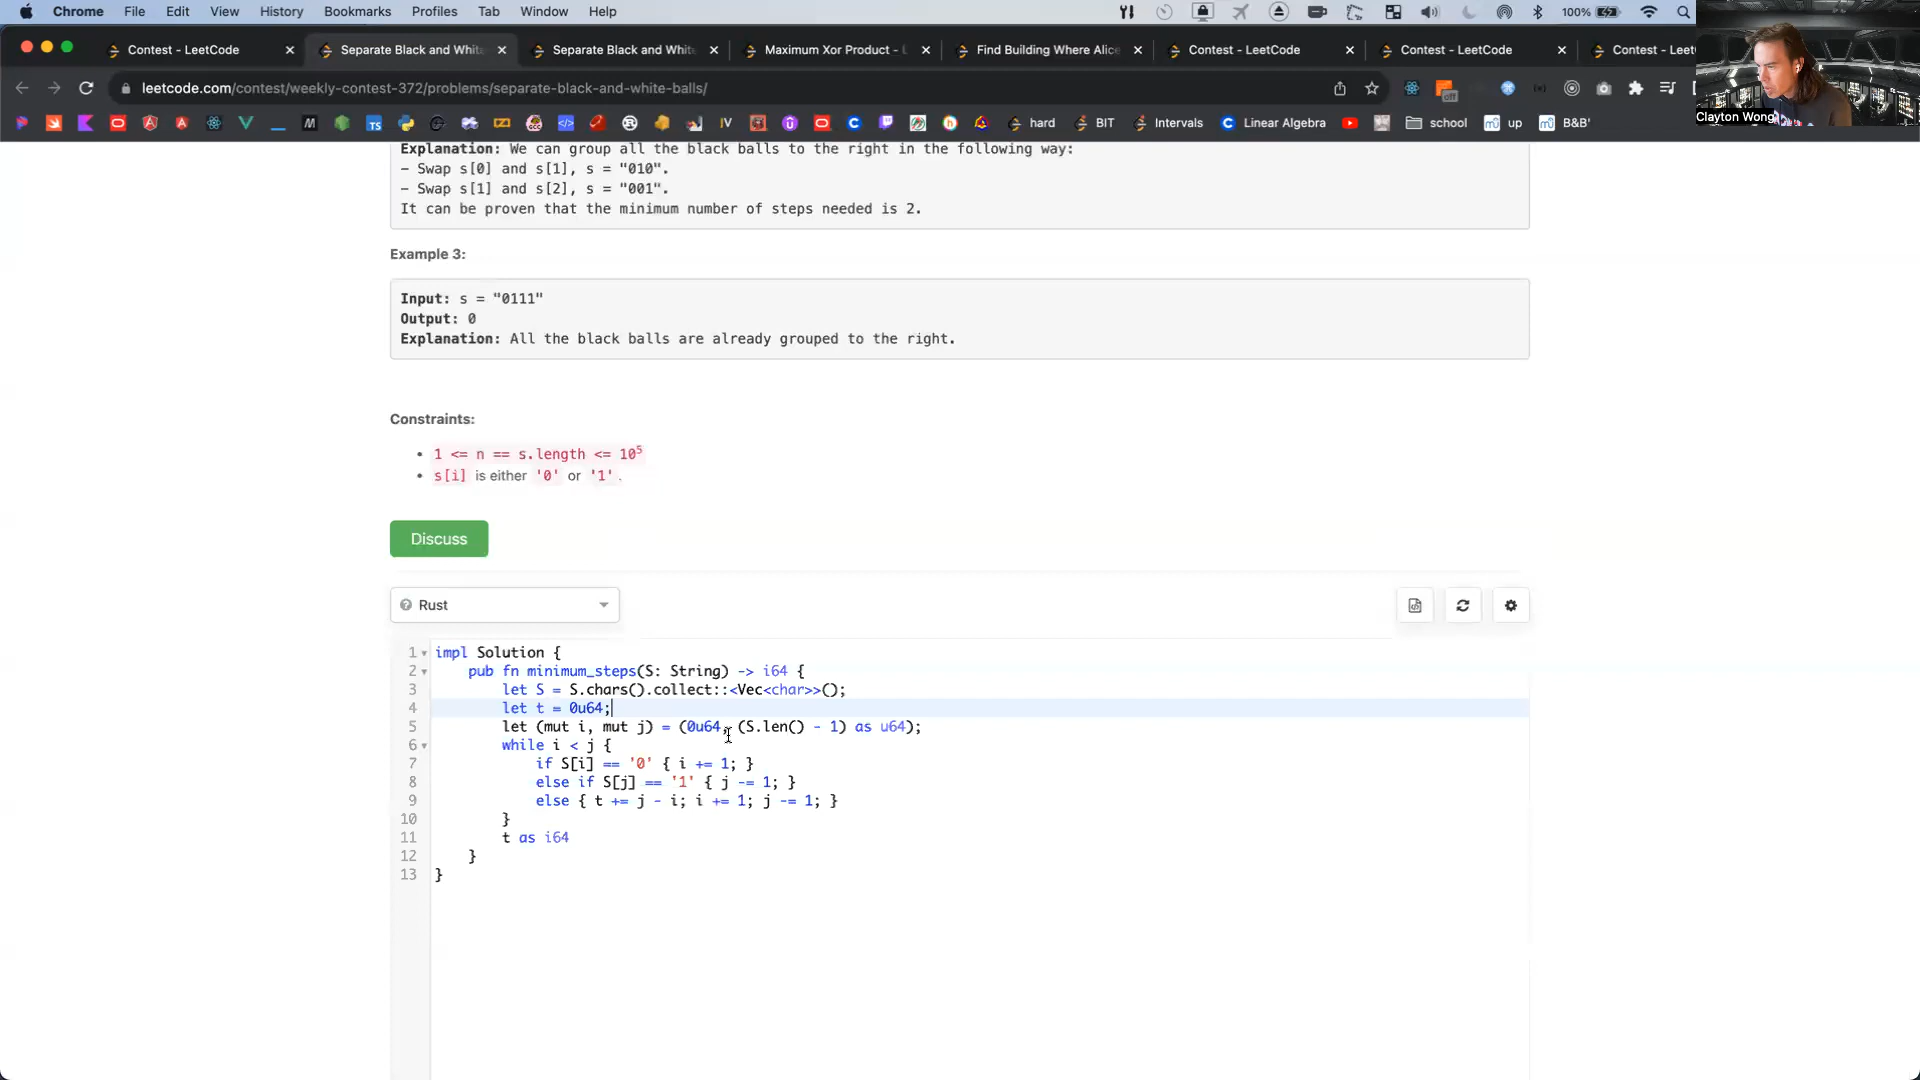 Chrome File Edit View History Bookmarks Profiles Tab Window Help 100%
Contest - LeetCode Separate Black and White Separate Black and White Maximum Xor Product - Find Building Where Alice Contest - LeetCode Contest - LeetCode Contest - Leet
leetcode.com/contest/weekly-contest-372/problems/separate-black-and-white-balls/
off
Clayton Wong
TS IV hard BIT Intervals Linear Algebra school up B&B'
Explanation: We can group all the black balls to the right in the following way:
- Swap s[0] and s[1], s = "010".
- Swap s[1] and s[2], s = "001".
It can be proven that the minimum number of steps needed is 2.
Example 3:
Input: s = "0111"
Output: 0
Explanation: All the black balls are already grouped to the right.
Constraints:
• 1 <= n == s.length <= 10⁵
• s[i] is either '0' or '1'.
Discuss
Rust
1 impl Solution {
2 pub fn minimum_steps(S: String) -> i64 {
3 let S = S.chars().collect::<Vec<char>>();
4 let t = 0u64;
5 let (mut i, mut j) = (0u64, (S.len() - 1) as u64);
6 while i < j {
7 if S[i] == '0' { i += 1; }
8 else if S[j] == '1' { j -= 1; }
9 else { t += j - i; i += 1; j -= 1; }
10 }
11 t as i64
12 }
13 }